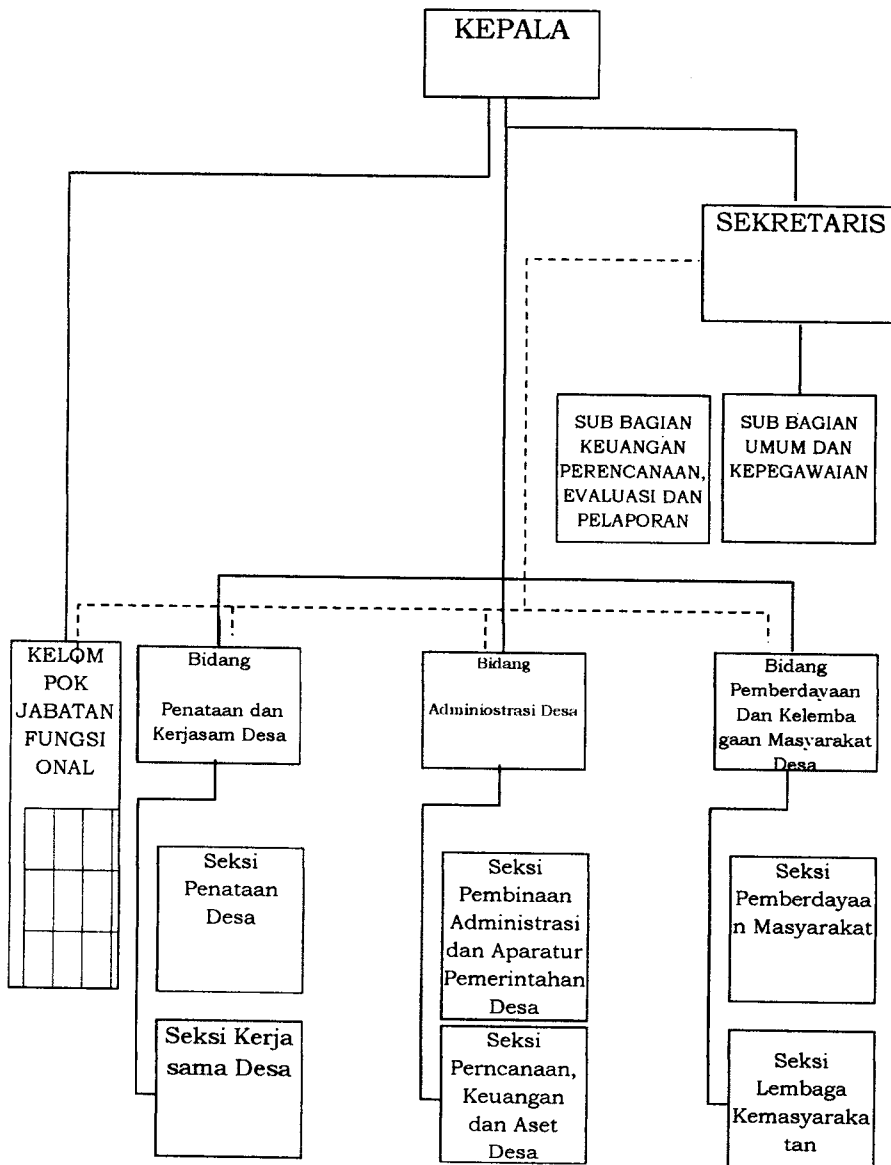 KEPALA
SEKRETARIS
SUB BAGIAN
KEUANGAN
PERENCANAAN,
EVALUASI DAN
PELAPORAN
SUB BAGIAN
UMUM DAN
KEPEGAWAIAN
KELOM
POK
JABATAN
FUNGSI
ONAL
Bidang
Penataan dan
Kerjasam Desa
Bidang
Adminiostrasi Desa
Bidang
Pemberdayaan
Dan Kelemba
gaan Masyarakat
Desa
Seksi
Penataan
Desa
Seksi
Pembinaan
Administrasi
dan Aparatur
Pemerintahan
Desa
Seksi
Pemberdayaa
n Masyarakat
Seksi Kerja
sama Desa
Seksi
Perncanaan,
Keuangan
dan Aset
Desa
Seksi
Lembaga
Kemasyaraka
tan